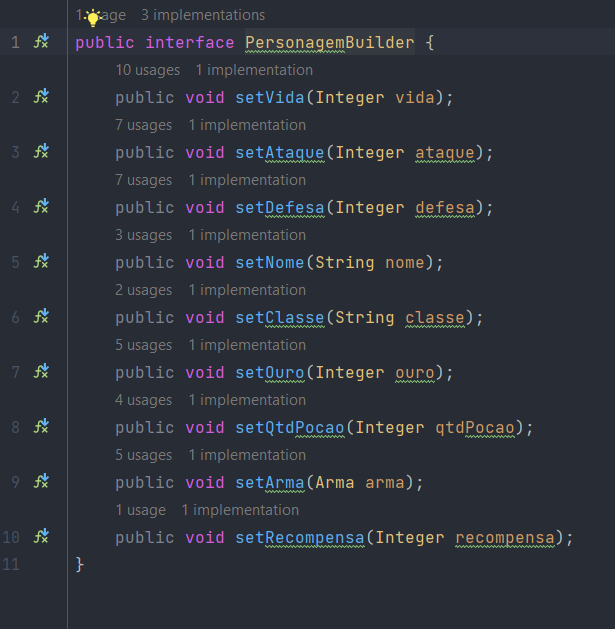 1 usage 3 implementations
1 public interface PersonagemBuilder {
10 usages 1 implementation
2 public void setVida(Integer vida);
7 usages 1 implementation
3 public void setAtaque(Integer ataque);
7 usages 1 implementation
4 public void setDefesa(Integer defesa);
3 usages 1 implementation
5 public void setNome(String nome);
2 usages 1 implementation
6 public void setClasse(String classe);
5 usages 1 implementation
7 public void setOuro(Integer ouro);
4 usages 1 implementation
8 public void setQtdPocao(Integer qtdPocao);
5 usages 1 implementation
9 public void setArma(Arma arma);
1 usage 1 implementation
10 public void setRecompensa(Integer recompensa);
11 }